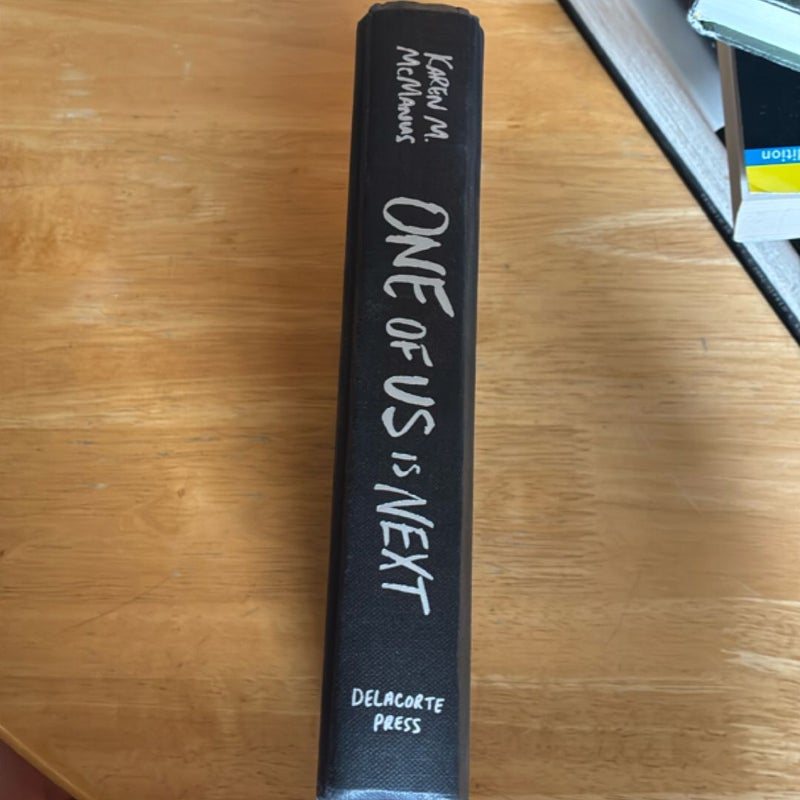 KAREN M.
McMANUS
ONE OF US IS NEXT
DELACORTE
PRESS